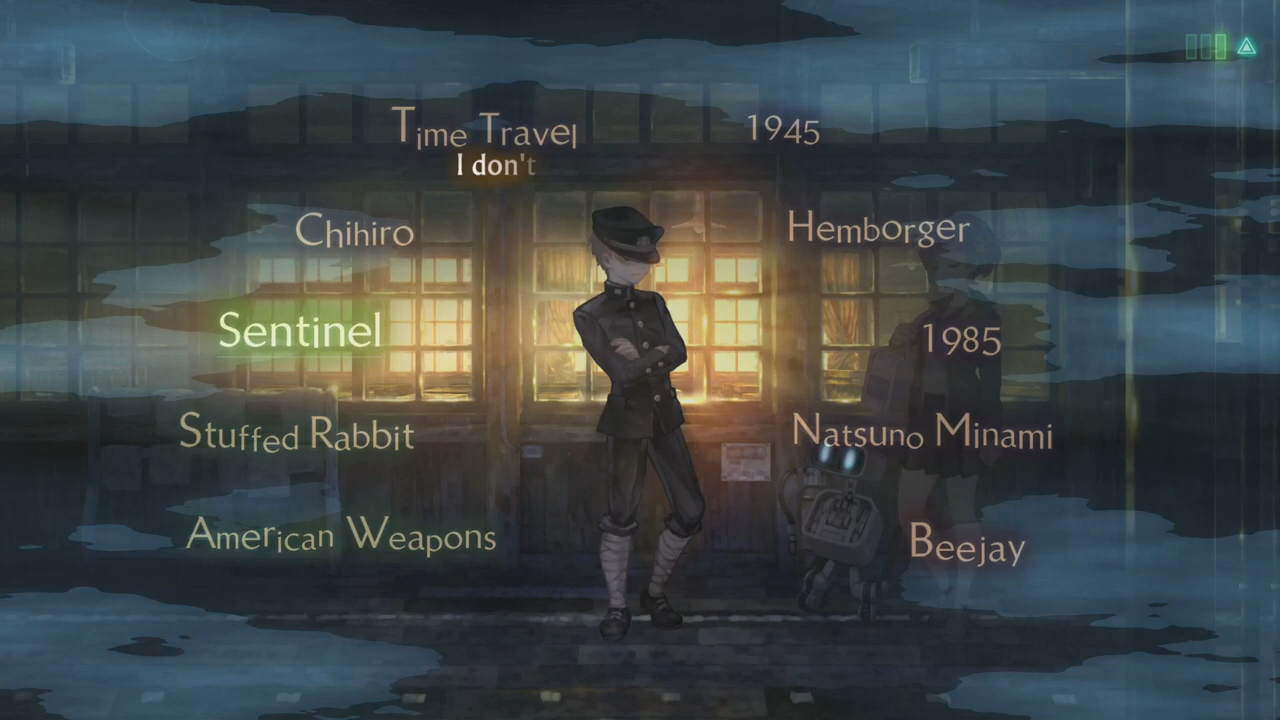 Time Travel
1945
I don't
Chihiro
Hemborger
Sentinel
1985
Stuffed Rabbit
Natsuno Minami
American Weapons
Beejay